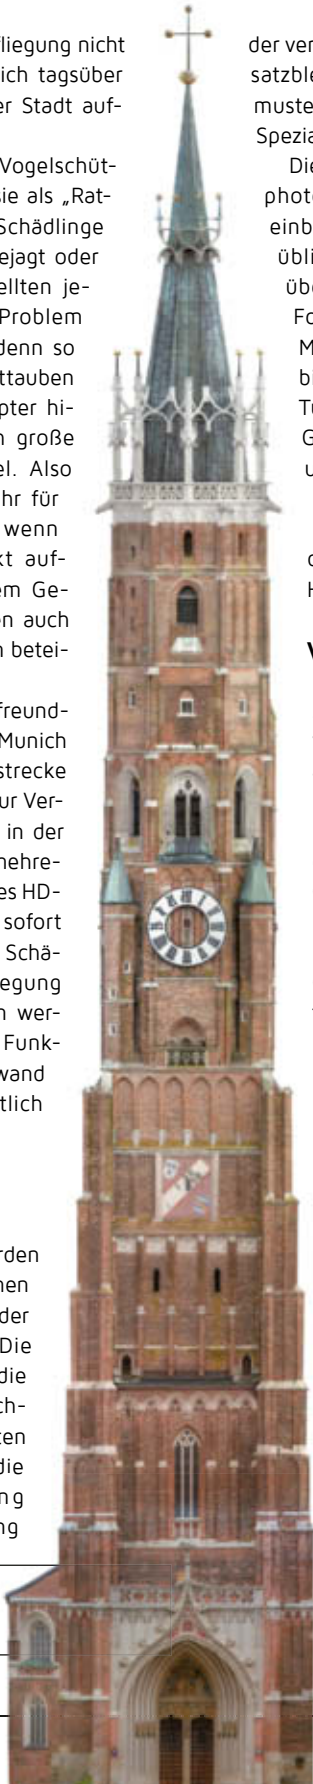 liegung nicht
ich tagsüber
er Stadt auf-
Vogelschüt-
sie als „Rat-
Schädlinge
ejagt oder
ellten je-
Problem
denn so
ttauben
pter hi-
n große
el. Also
hr für
wenn
kt auf-
em Ge-
en auch
n betei-
freund-
Munich
strecke
ur Ver-
in der
mehre-
es HD-
sofort
Schä-
egung
n wer-
Funk-
wand
tlich
rden
nen
der
Die
die
ch-
ten
die
ng
ng
der ver
satzble
muste
Spezia
Die
photo
einb
übli
übe
Fo
M
bi
Tu
G
u
d
H
V